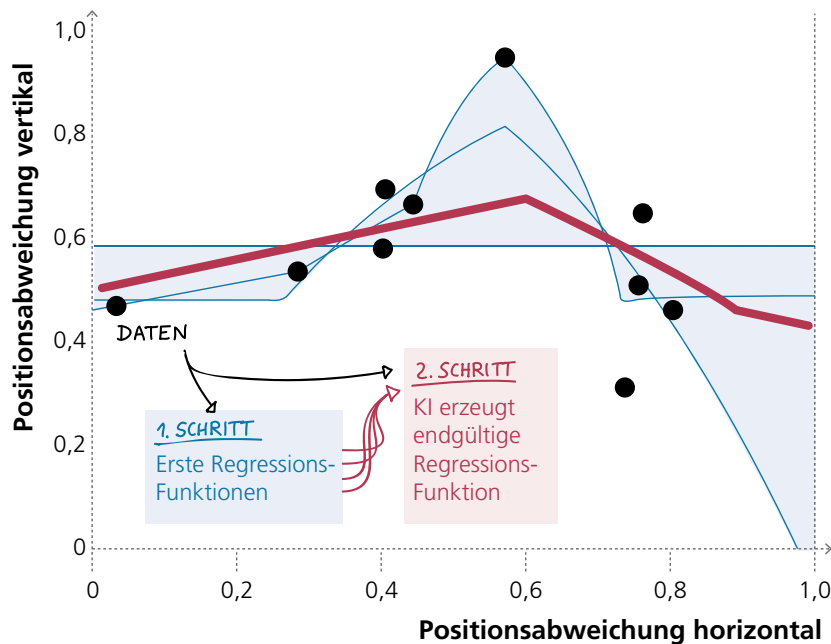 Positionsabweichung vertikal
1,0
0,8
0,6
0,4
0,2
0
DATEN
1. SCHRITT
Erste Regressions-
Funktionen
2. SCHRITT
KI erzeugt
endgültige
Regressions-
Funktion
0
0,2
0,4
0,6
0,8
1,0
Positionsabweichung horizontal